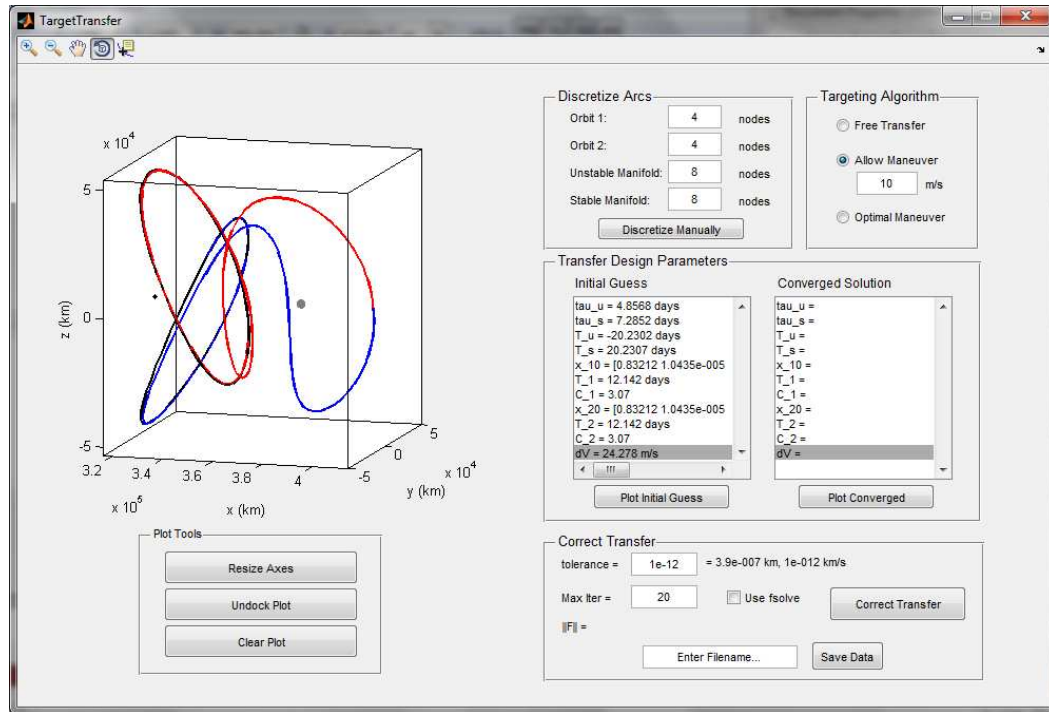 TargetTransfer
x 10^4
5
0
-5
z (km)
3.2
3.4
3.6
3.8
4
x 10^5
x (km)
-5
0
5
x 10^4
y (km)
Plot Tools
Resize Axes
Undock Plot
Clear Plot
Discretize Arcs
Orbit 1: 4 nodes
Orbit 2: 4 nodes
Unstable Manifold: 8 nodes
Stable Manifold: 8 nodes
Discretize Manually
Targeting Algorithm
Free Transfer
Allow Maneuver
10 m/s
Optimal Maneuver
Transfer Design Parameters
Initial Guess
tau_u = 4.8568 days
tau_s = 7.2852 days
T_u = -20.2302 days
T_s = 20.2307 days
x_10 = [0.83212 1.0435e-005
T_1 = 12.142 days
C_1 = 3.07
x_20 = [0.83212 1.0435e-005
T_2 = 12.142 days
C_2 = 3.07
dV = 24.278 m/s
Plot Initial Guess
Converged Solution
tau_u =
tau_s =
T_u =
T_s =
x_10 =
T_1 =
C_1 =
x_20 =
T_2 =
C_2 =
dV =
Plot Converged
Correct Transfer
tolerance = 1e-12 = 3.9e-007 km, 1e-012 km/s
Max Iter = 20 Use fsolve Correct Transfer
||F|| =
Enter Filename... Save Data